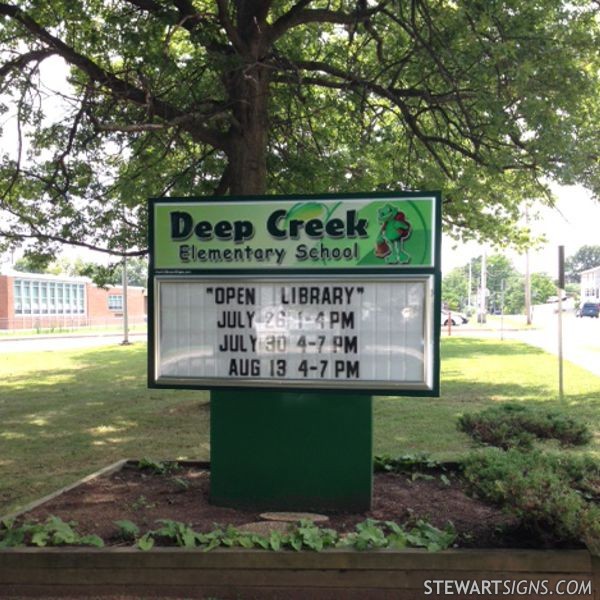 Deep Creek
Elementary School
"OPEN LIBRARY"
JULY 26 1-4 PM
JULY 30 4-7 PM
AUG 13 4-7 PM
STEWARTSIGNS.COM